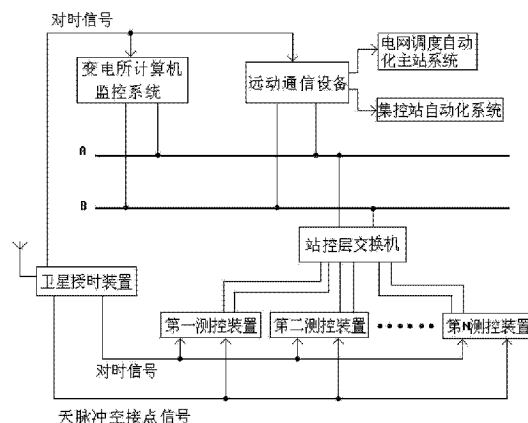 对时信号
电网调度自动
化主站系统
变电所计算机
监控系统
远动通信设备
集控站自动化系统
A
B
站控层交换机
卫星授时装置
第一测控装置
第二测控装置
第N测控装置
对时信号
天脉冲空接点信号